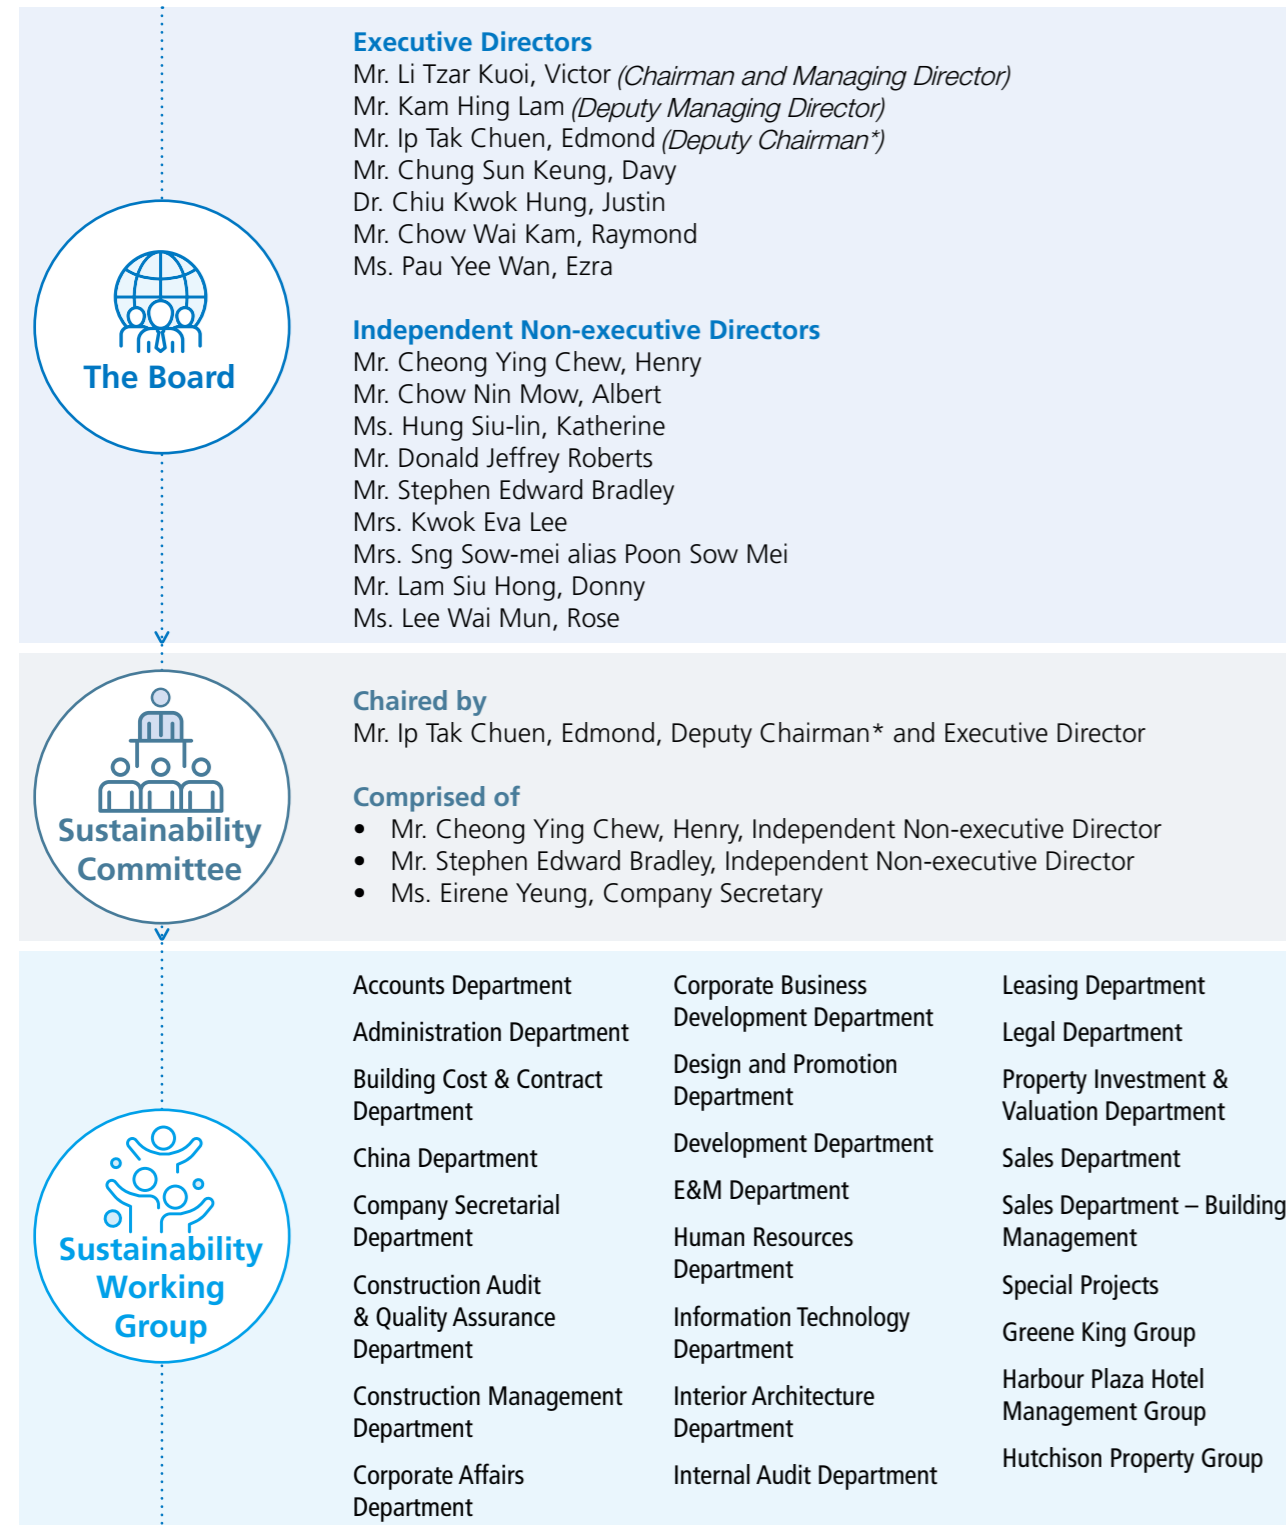 Executive Directors
Mr. Li Tzar Kuoi, Victor (Chairman and Managing Director)
Mr. Kam Hing Lam (Deputy Managing Director)
Mr. Ip Tak Chuen, Edmond (Deputy Chairman*)
Mr. Chung Sun Keung, Davy
Dr. Chiu Kwok Hung, Justin
Mr. Chow Wai Kam, Raymond
Ms. Pau Yee Wan, Ezra
The Board
Independent Non-executive Directors
Mr. Cheong Ying Chew, Henry
Mr. Chow Nin Mow, Albert
Ms. Hung Siu-lin, Katherine
Mr. Donald Jeffrey Roberts
Mr. Stephen Edward Bradley
Mrs. Kwok Eva Lee
Mrs. Sng Sow-mei alias Poon Sow Mei
Mr. Lam Siu Hong, Donny
Ms. Lee Wai Mun, Rose
Sustainability
Committee
Chaired by
Mr. Ip Tak Chuen, Edmond, Deputy Chairman* and Executive Director
Comprised of
• Mr. Cheong Ying Chew, Henry, Independent Non-executive Director
• Mr. Stephen Edward Bradley, Independent Non-executive Director
• Ms. Eirene Yeung, Company Secretary
Sustainability
Working
Group
Accounts Department
Administration Department
Building Cost & Contract
Department
China Department
Company Secretarial
Department
Construction Audit
& Quality Assurance
Department
Construction Management
Department
Corporate Affairs
Department
Corporate Business
Development Department
Design and Promotion
Department
Development Department
E&M Department
Human Resources
Department
Information Technology
Department
Interior Architecture
Department
Internal Audit Department
Leasing Department
Legal Department
Property Investment &
Valuation Department
Sales Department
Sales Department – Building
Management
Special Projects
Greene King Group
Harbour Plaza Hotel
Management Group
Hutchison Property Group